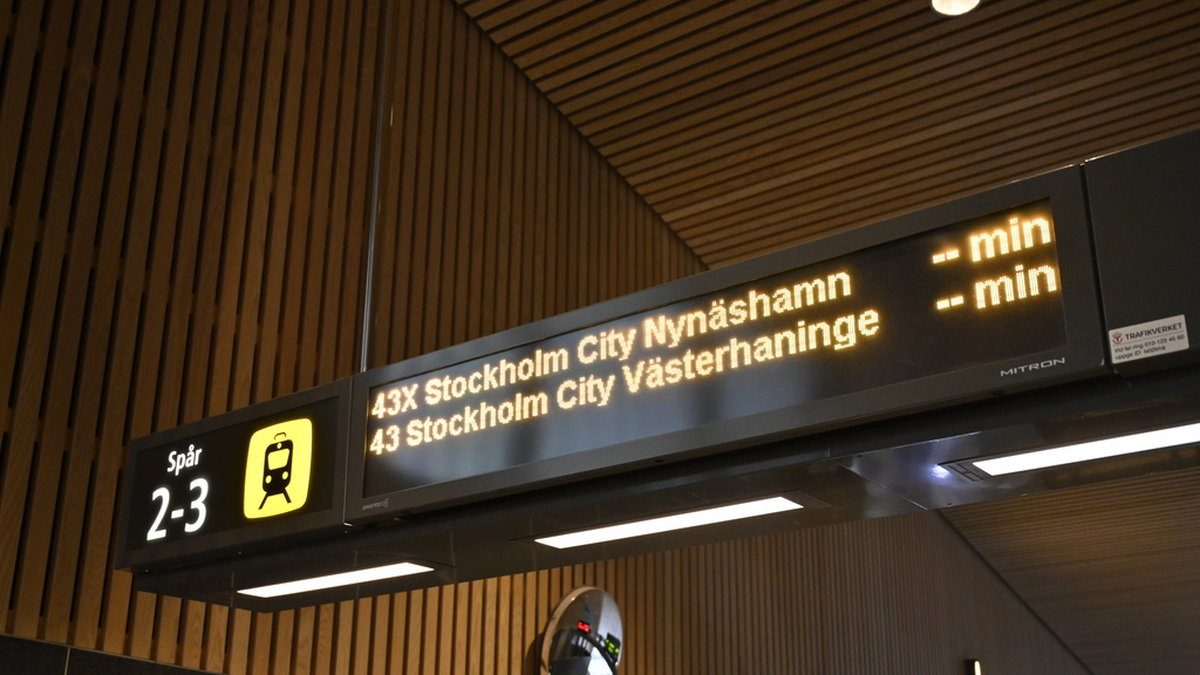 Spår
2-3
43X Stockholm City Nynäshamn -- min
43 Stockholm City Västerhaninge -- min
MITRON
TRAFIKVERKET